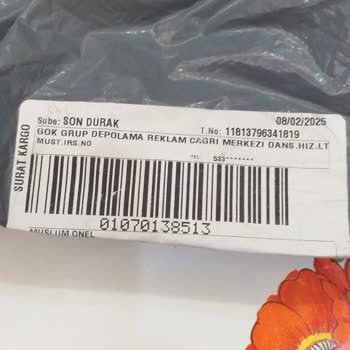 SURAT KARGO
Sube: SON DURAK 08/02/2025
T.No: 11813796341819
GOK GRUP DEPOLAMA REKLAM CAGRI MERKEZI DANS.HIZ.LT
MUST.IRS.NO
TEL 533*******
01070138513
MUSLUM ONEL